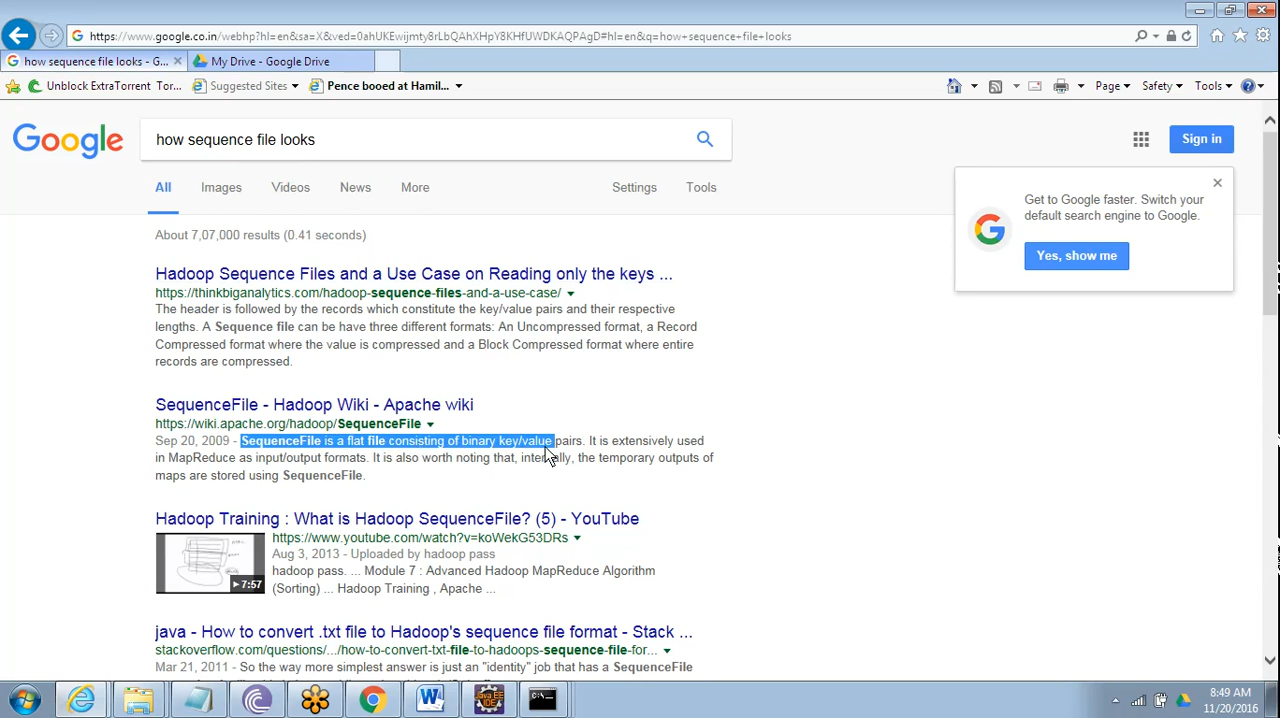 https://www.google.co.in/webhp?hl=en&sa=X&ved=0ahUKEwijmty8rLbQAhXHpY8KHfUWDKAQPAgD#hl=en&q=how+sequence+file+looks
how sequence file looks - G...
My Drive - Google Drive
Unblock ExtraTorrent Tor...
Suggested Sites
Pence booed at Hamil...
Page
Safety
Tools
Google
how sequence file looks
Sign in
All
Images
Videos
News
More
Settings
Tools
Get to Google faster. Switch your
default search engine to Google.
Yes, show me
About 7,07,000 results (0.41 seconds)
Hadoop Sequence Files and a Use Case on Reading only the keys ...
https://thinkbiganalytics.com/hadoop-sequence-files-and-a-use-case/
The header is followed by the records which constitute the key/value pairs and their respective
lengths. A Sequence file can have three different formats: An Uncompressed format, a Record
Compressed format where the value is compressed and a Block Compressed format where entire
records are compressed.
SequenceFile - Hadoop Wiki - Apache wiki
https://wiki.apache.org/hadoop/SequenceFile
Sep 20, 2009 - SequenceFile is a flat file consisting of binary key/value pairs. It is extensively used
in MapReduce as input/output formats. It is also worth noting that, internally, the temporary outputs of
maps are stored using SequenceFile.
Hadoop Training : What is Hadoop SequenceFile? (5) - YouTube
https://www.youtube.com/watch?v=koWekG53DRs
Aug 3, 2013 - Uploaded by hadoop pass
hadoop pass. ... Module 7 : Advanced Hadoop MapReduce Algorithm
(Sorting) ... Hadoop Training , Apache ...
7:57
java - How to convert .txt file to Hadoop's sequence file format - Stack ...
stackoverflow.com/questions/.../how-to-convert-txt-file-to-hadoops-sequence-file-for...
Mar 21, 2011 - So the way more simplest answer is just an "identity" job that has a SequenceFile
Java EE
IDE
8:49 AM
11/20/2016